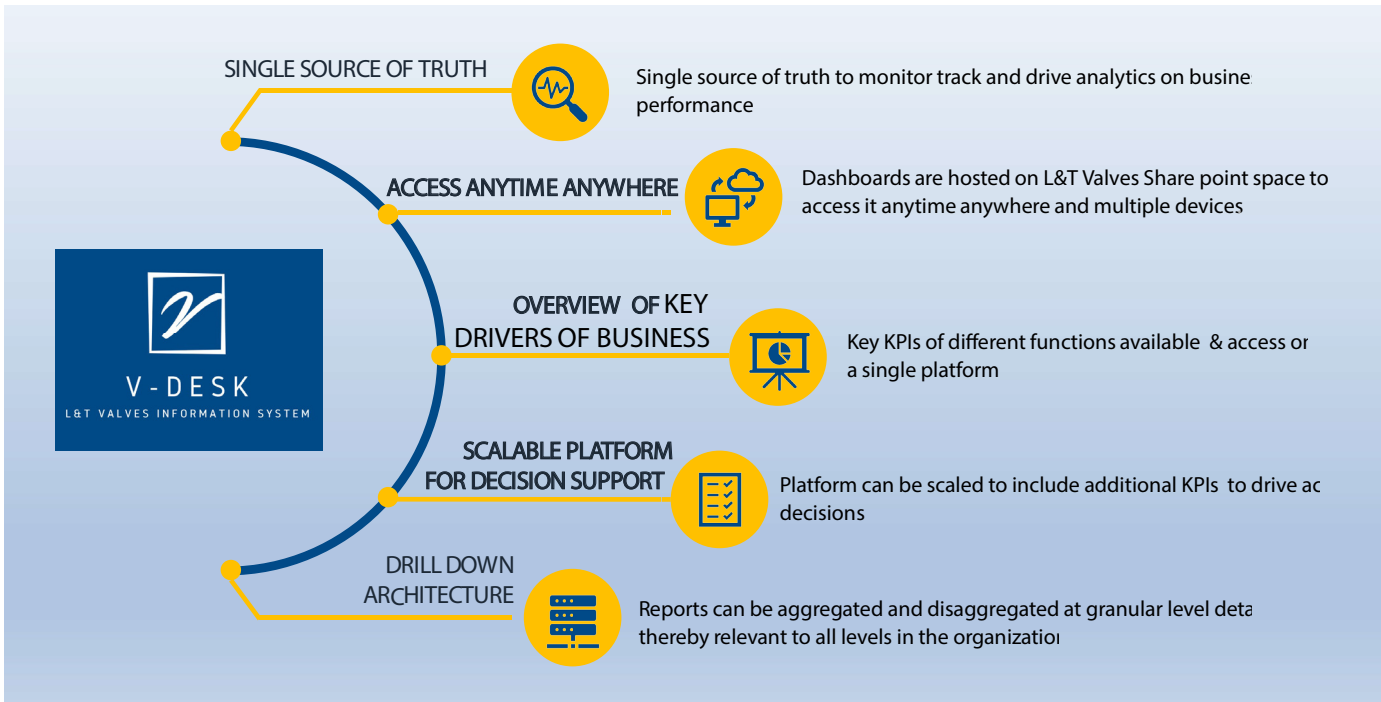 SINGLE SOURCE OF TRUTH
Single source of truth to monitor track and drive analytics on busine
performance
ACCESS ANYTIME ANYWHERE
Dashboards are hosted on L&T Valves Share point space to
access it anytime anywhere and multiple devices
V-DESK
L&T VALVES INFORMATION SYSTEM
OVERVIEW OF KEY
DRIVERS OF BUSINESS
Key KPIs of different functions available & access or
a single platform
SCALABLE PLATFORM
FOR DECISION SUPPORT
Platform can be scaled to include additional KPIs to drive ac
decisions
DRILL DOWN
ARCHITECTURE
Reports can be aggregated and disaggregated at granular level deta
thereby relevant to all levels in the organization